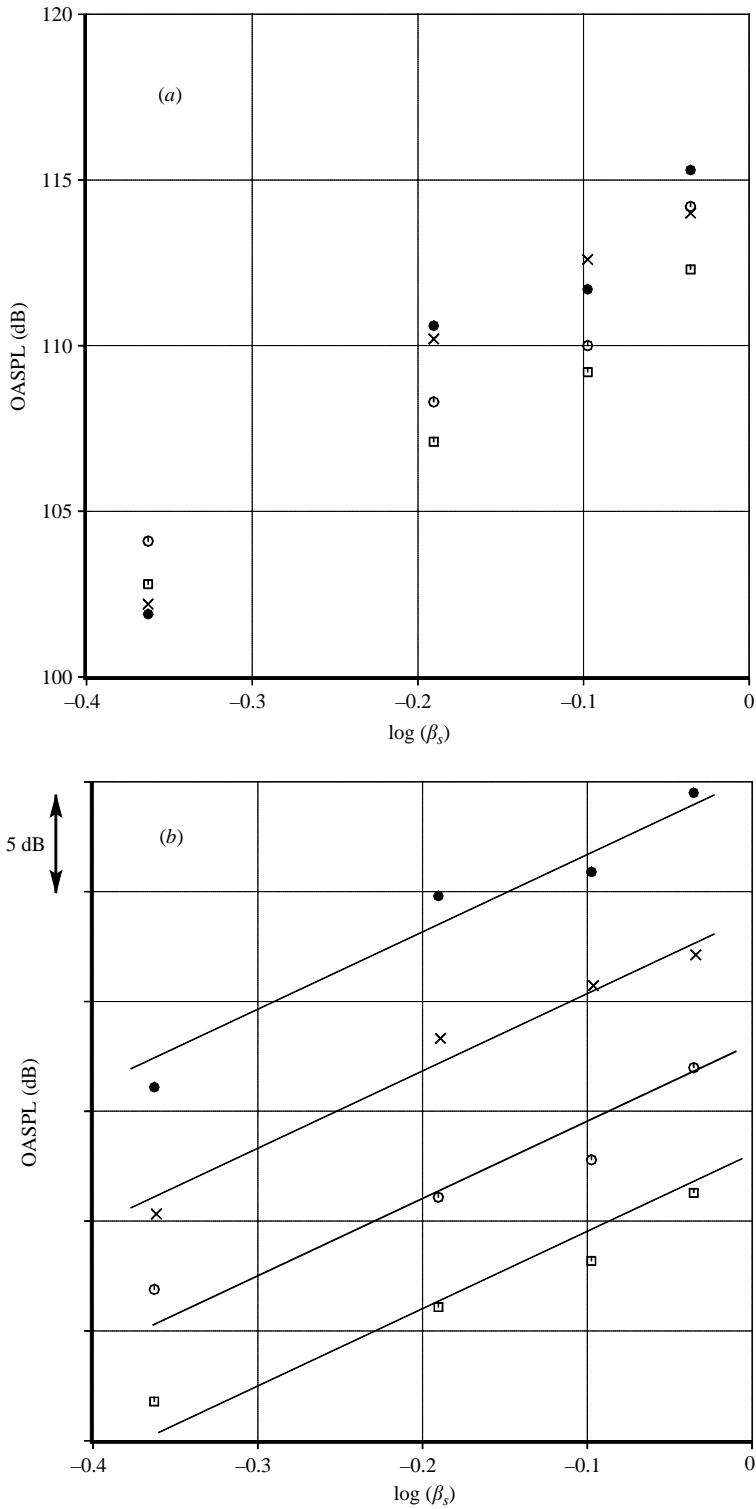 120
(a)
115
110
OASPL (dB)
105
100
–0.4 –0.3 –0.2 –0.1 0
log (βs)
5 dB
(b)
OASPL (dB)
–0.4 –0.3 –0.2 –0.1 0
log (βs)